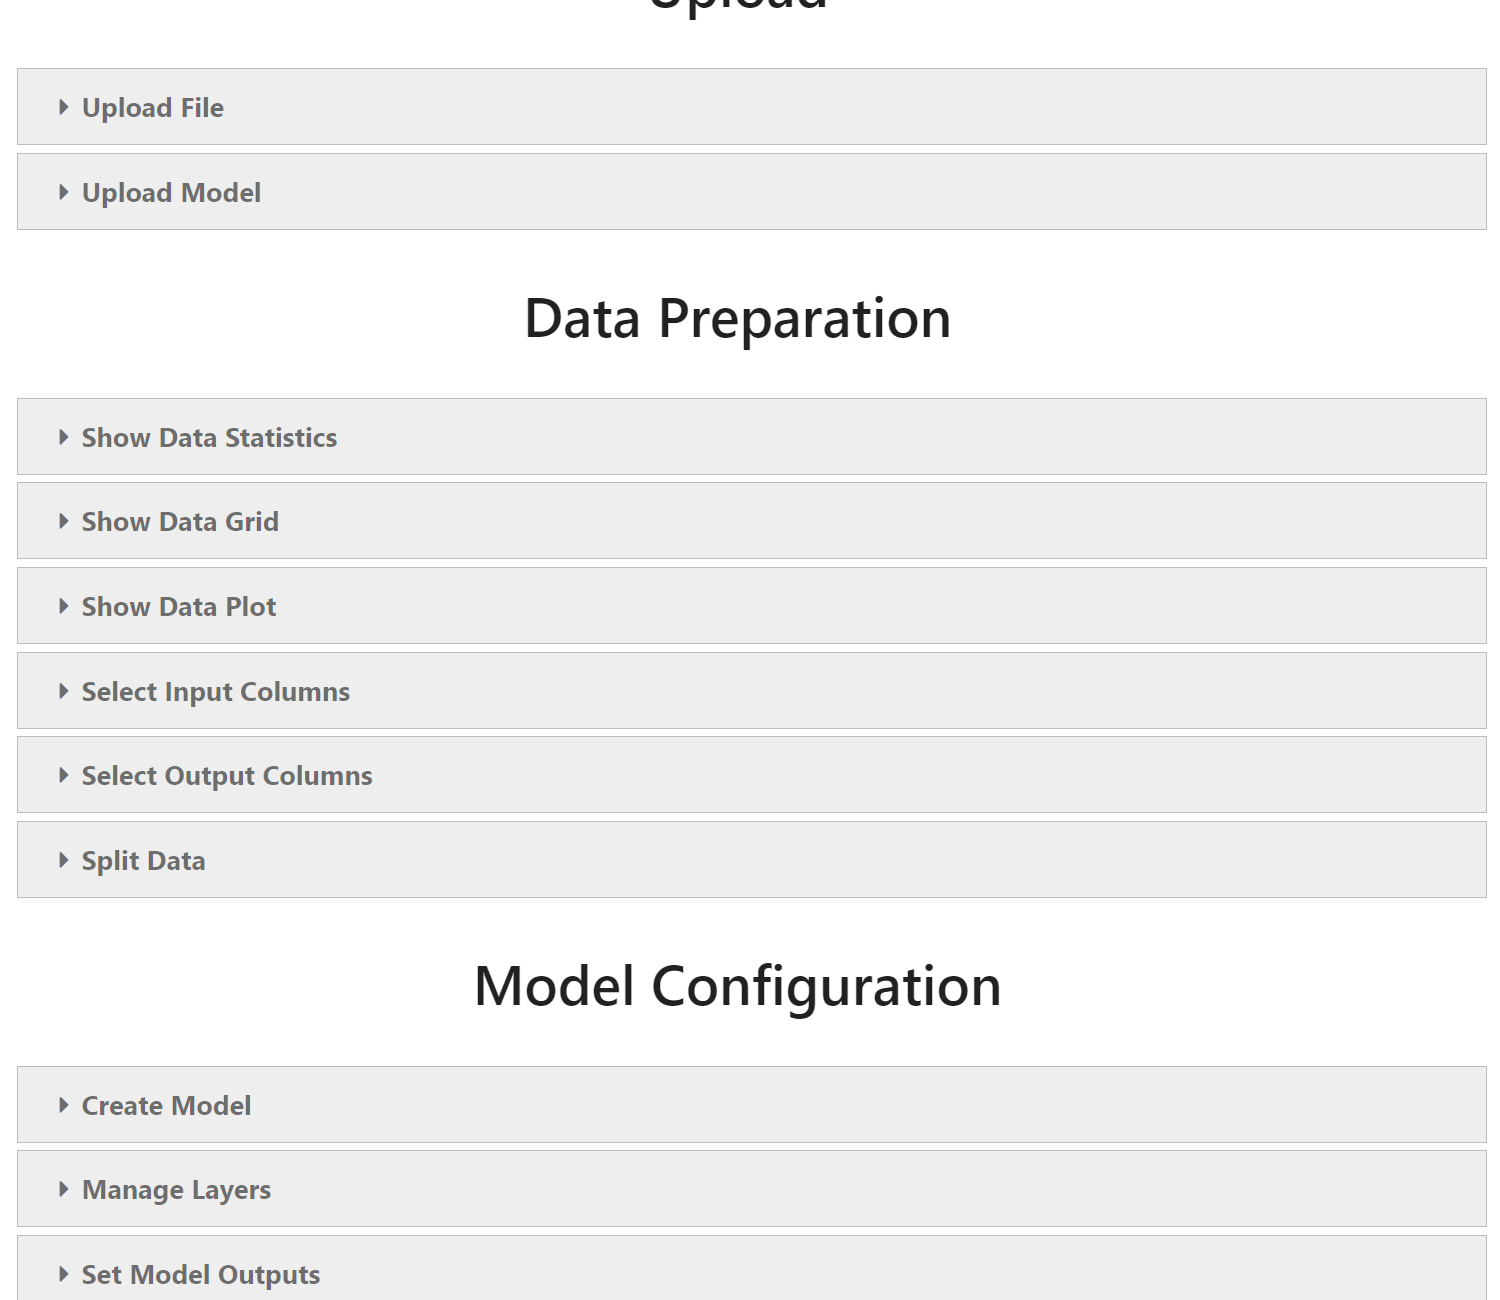 Upload
Upload File
Upload Model
Data Preparation
Show Data Statistics
Show Data Grid
Show Data Plot
Select Input Columns
Select Output Columns
Split Data
Model Configuration
Create Model
Manage Layers
Set Model Outputs